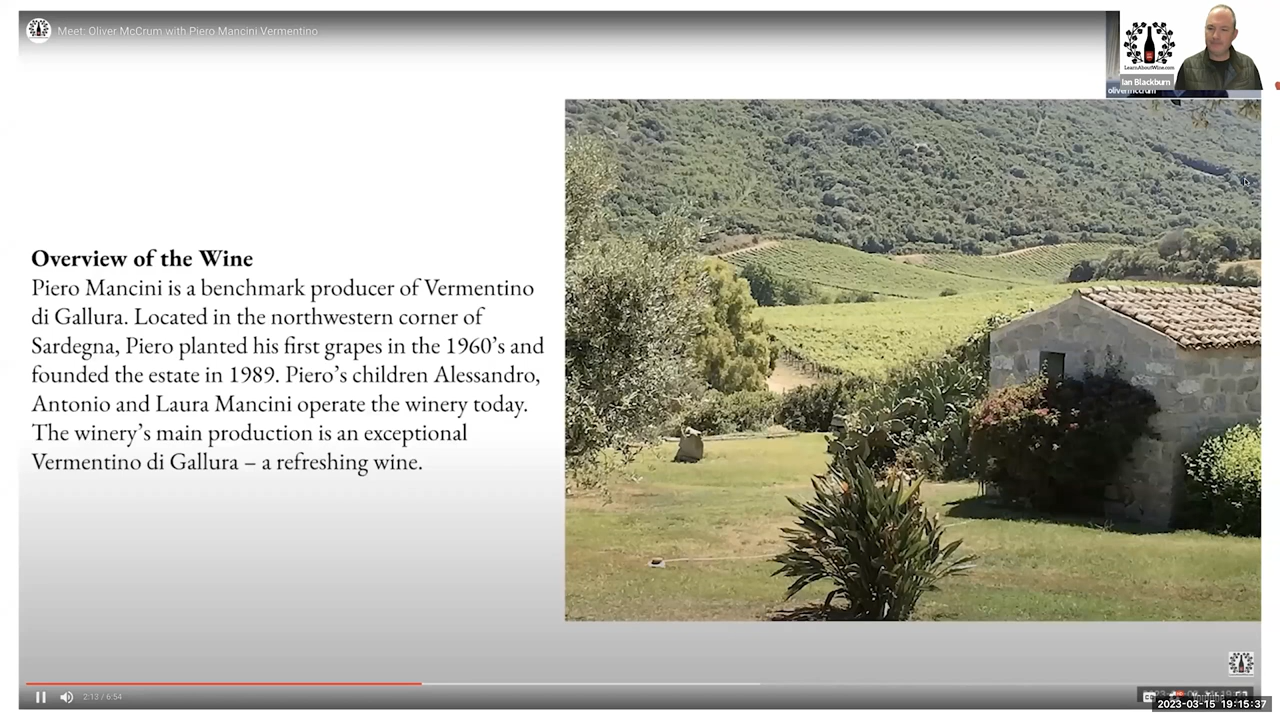 Meet: Oliver McCrum with Piero Mancini Vermentino
LearnAboutWine.com
Ian Blackburn
olivermccrum
Overview of the Wine
Piero Mancini is a benchmark producer of Vermentino
di Gallura. Located in the northwestern corner of
Sardegna, Piero planted his first grapes in the 1960’s and
founded the estate in 1989. Piero’s children Alessandro,
Antonio and Laura Mancini operate the winery today.
The winery’s main production is an exceptional
Vermentino di Gallura – a refreshing wine.
2:13 / 6:54
2023-03-15 19:15:37